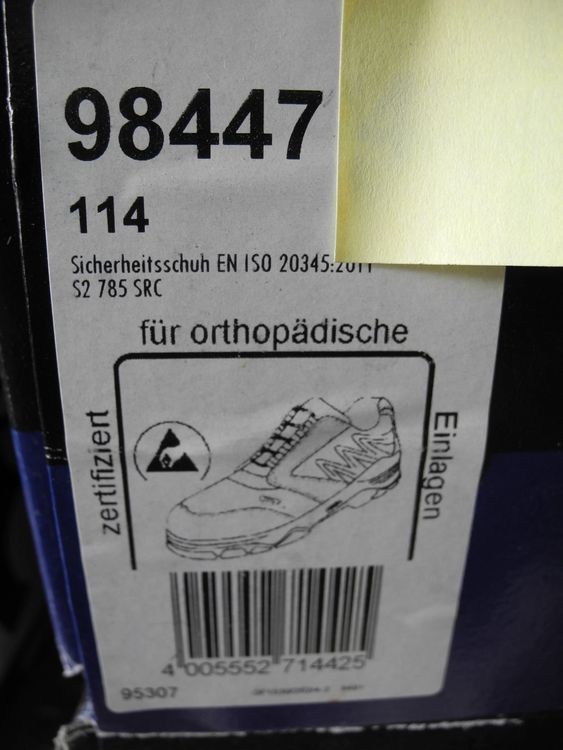 98447
114
Sicherheitsschuh EN ISO 20345:2011
S2 785 SRC
für orthopädische
zertifiziert
Einlagen
4 005552 714425
95307